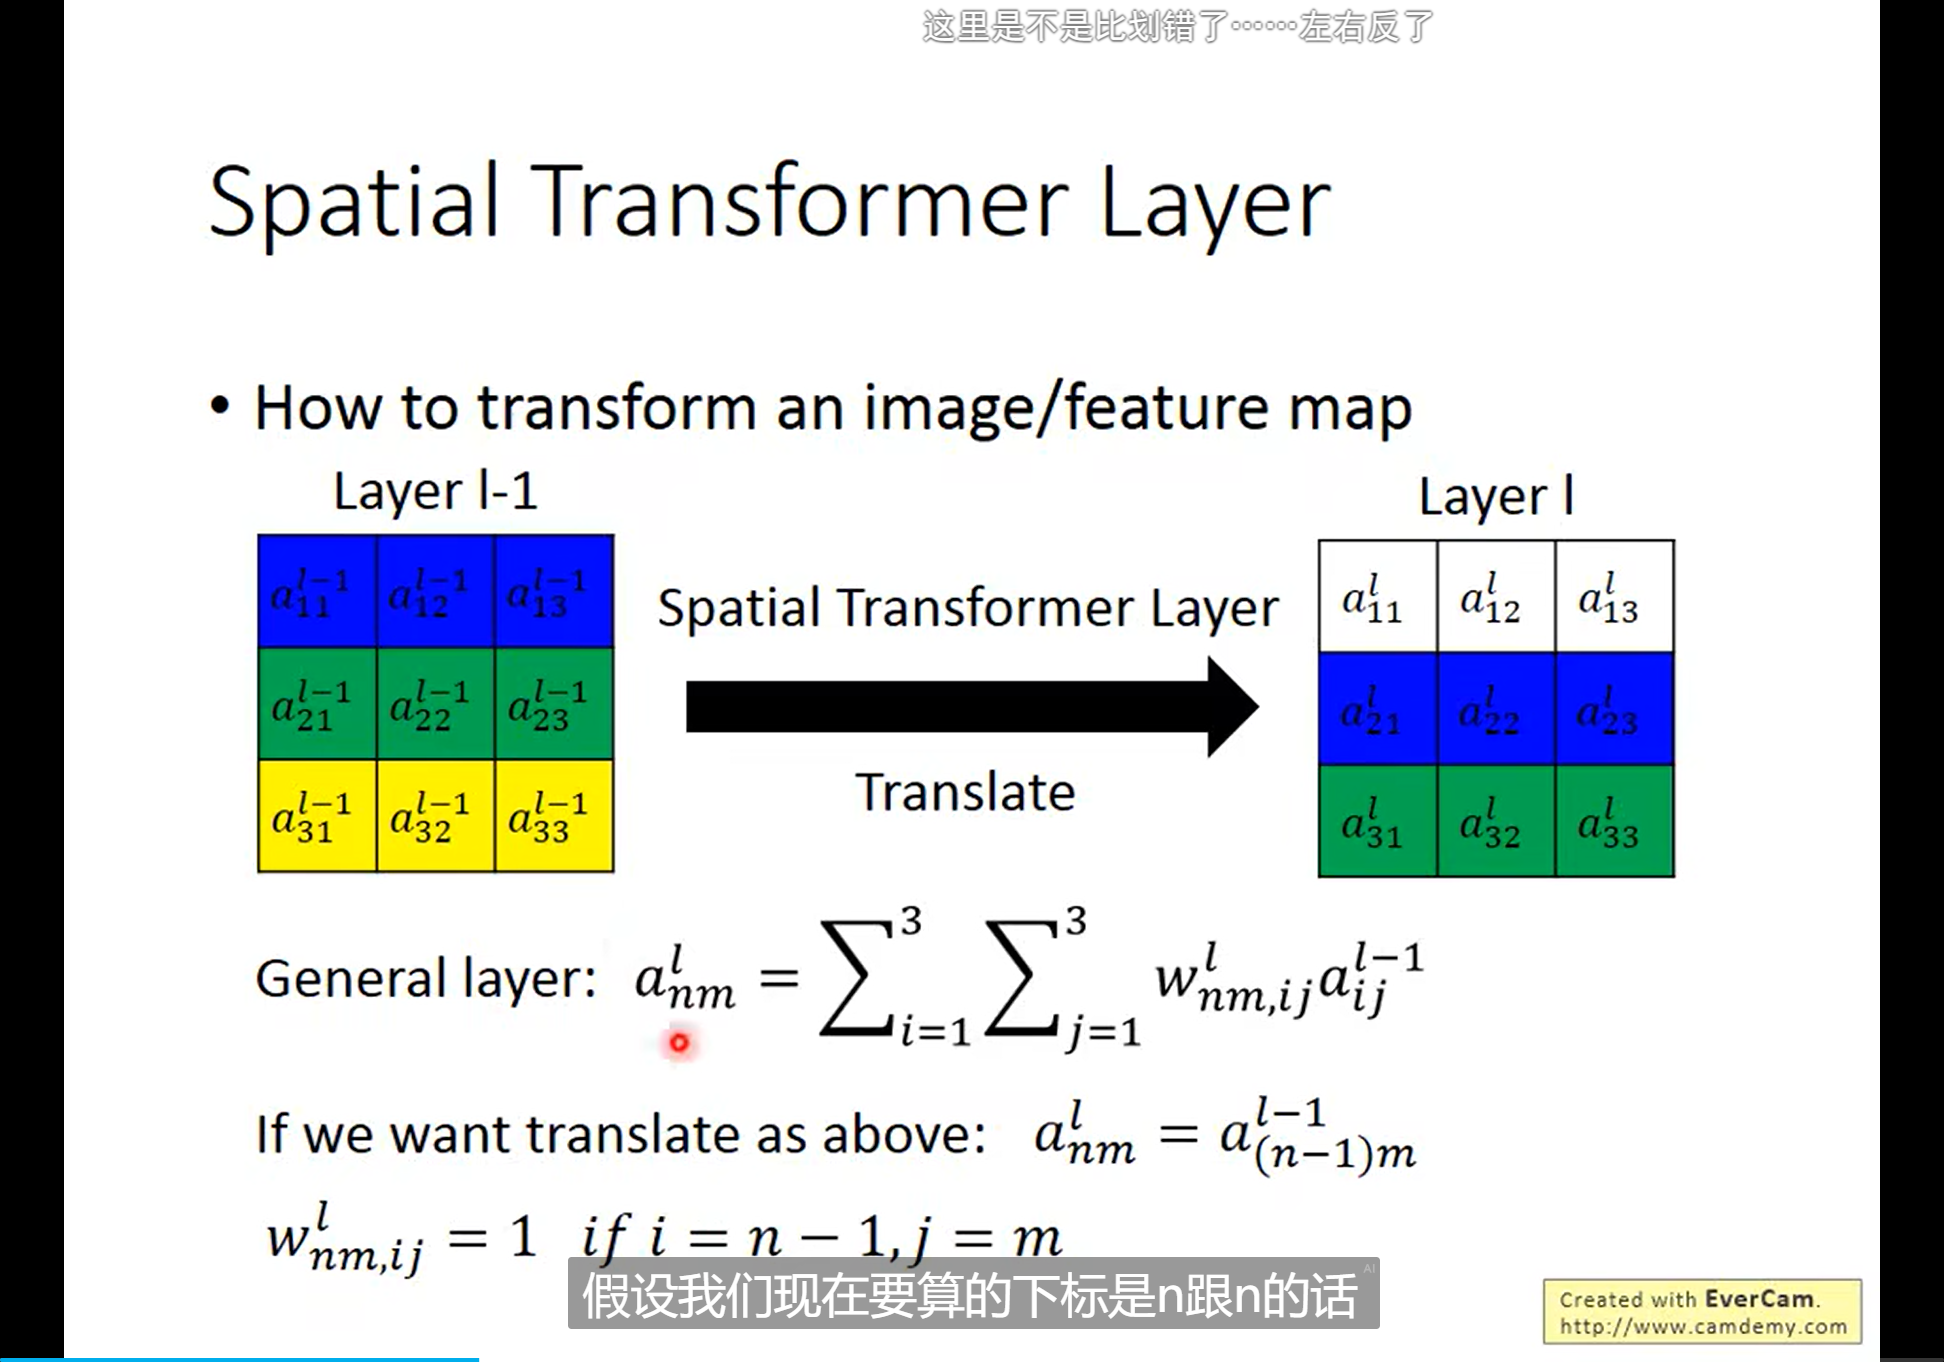 这里是不是比划错了……左右反了
Spatial Transformer Layer
• How to transform an image/feature map
Layer l-1
Layer l
a_{11}^{l-1} a_{12}^{l-1} a_{13}^{l-1}
a_{21}^{l-1} a_{22}^{l-1} a_{23}^{l-1}
a_{31}^{l-1} a_{32}^{l-1} a_{33}^{l-1}
Spatial Transformer Layer
Translate
a_{11}^{l} a_{12}^{l} a_{13}^{l}
a_{21}^{l} a_{22}^{l} a_{23}^{l}
a_{31}^{l} a_{32}^{l} a_{33}^{l}
General layer: a_{nm}^{l} = ∑_{i=1}^{3} ∑_{j=1}^{3} w_{nm,ij}^{l} a_{ij}^{l-1}
If we want translate as above: a_{nm}^{l} = a_{(n-1)m}^{l-1}
w_{nm,ij}^{l} = 1 if i = n − 1, j = m
假设我们现在要算的下标是n跟n的话
AI
Created with EverCam.
http://www.camdemy.com